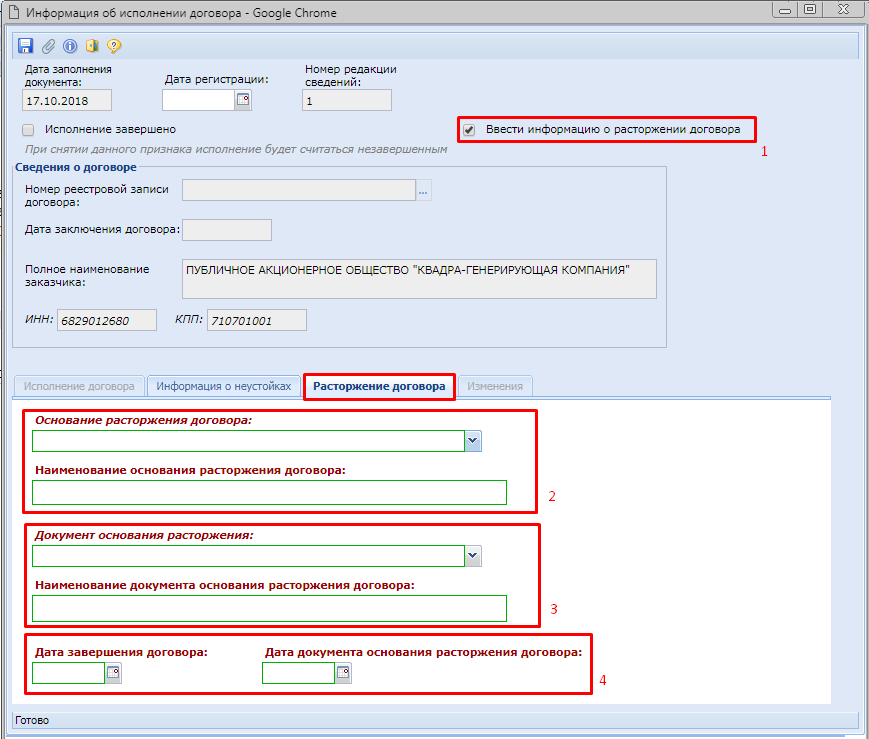 Информация об исполнении договора - Google Chrome
Дата заполнения
документа:
Дата регистрации:
Номер редакции
сведений:
17.10.2018
1
Исполнение завершено
Ввести информацию о расторжении договора
1
При снятии данного признака исполнение будет считаться незавершенным
Сведения о договоре
Номер реестровой записи
договора:
...
Дата заключения договора:
Полное наименование
заказчика:
ПУБЛИЧНОЕ АКЦИОНЕРНОЕ ОБЩЕСТВО "КВАДРА-ГЕНЕРИРУЮЩАЯ КОМПАНИЯ"
ИНН: 6829012680 КПП: 710701001
Исполнение договора
Информация о неустойках
Расторжение договора
Изменения
Основание расторжения договора:
Наименование основания расторжения договора:
2
Документ основания расторжения:
Наименование документа основания расторжения договора:
3
Дата завершения договора:
Дата документа основания расторжения договора:
4
Готово